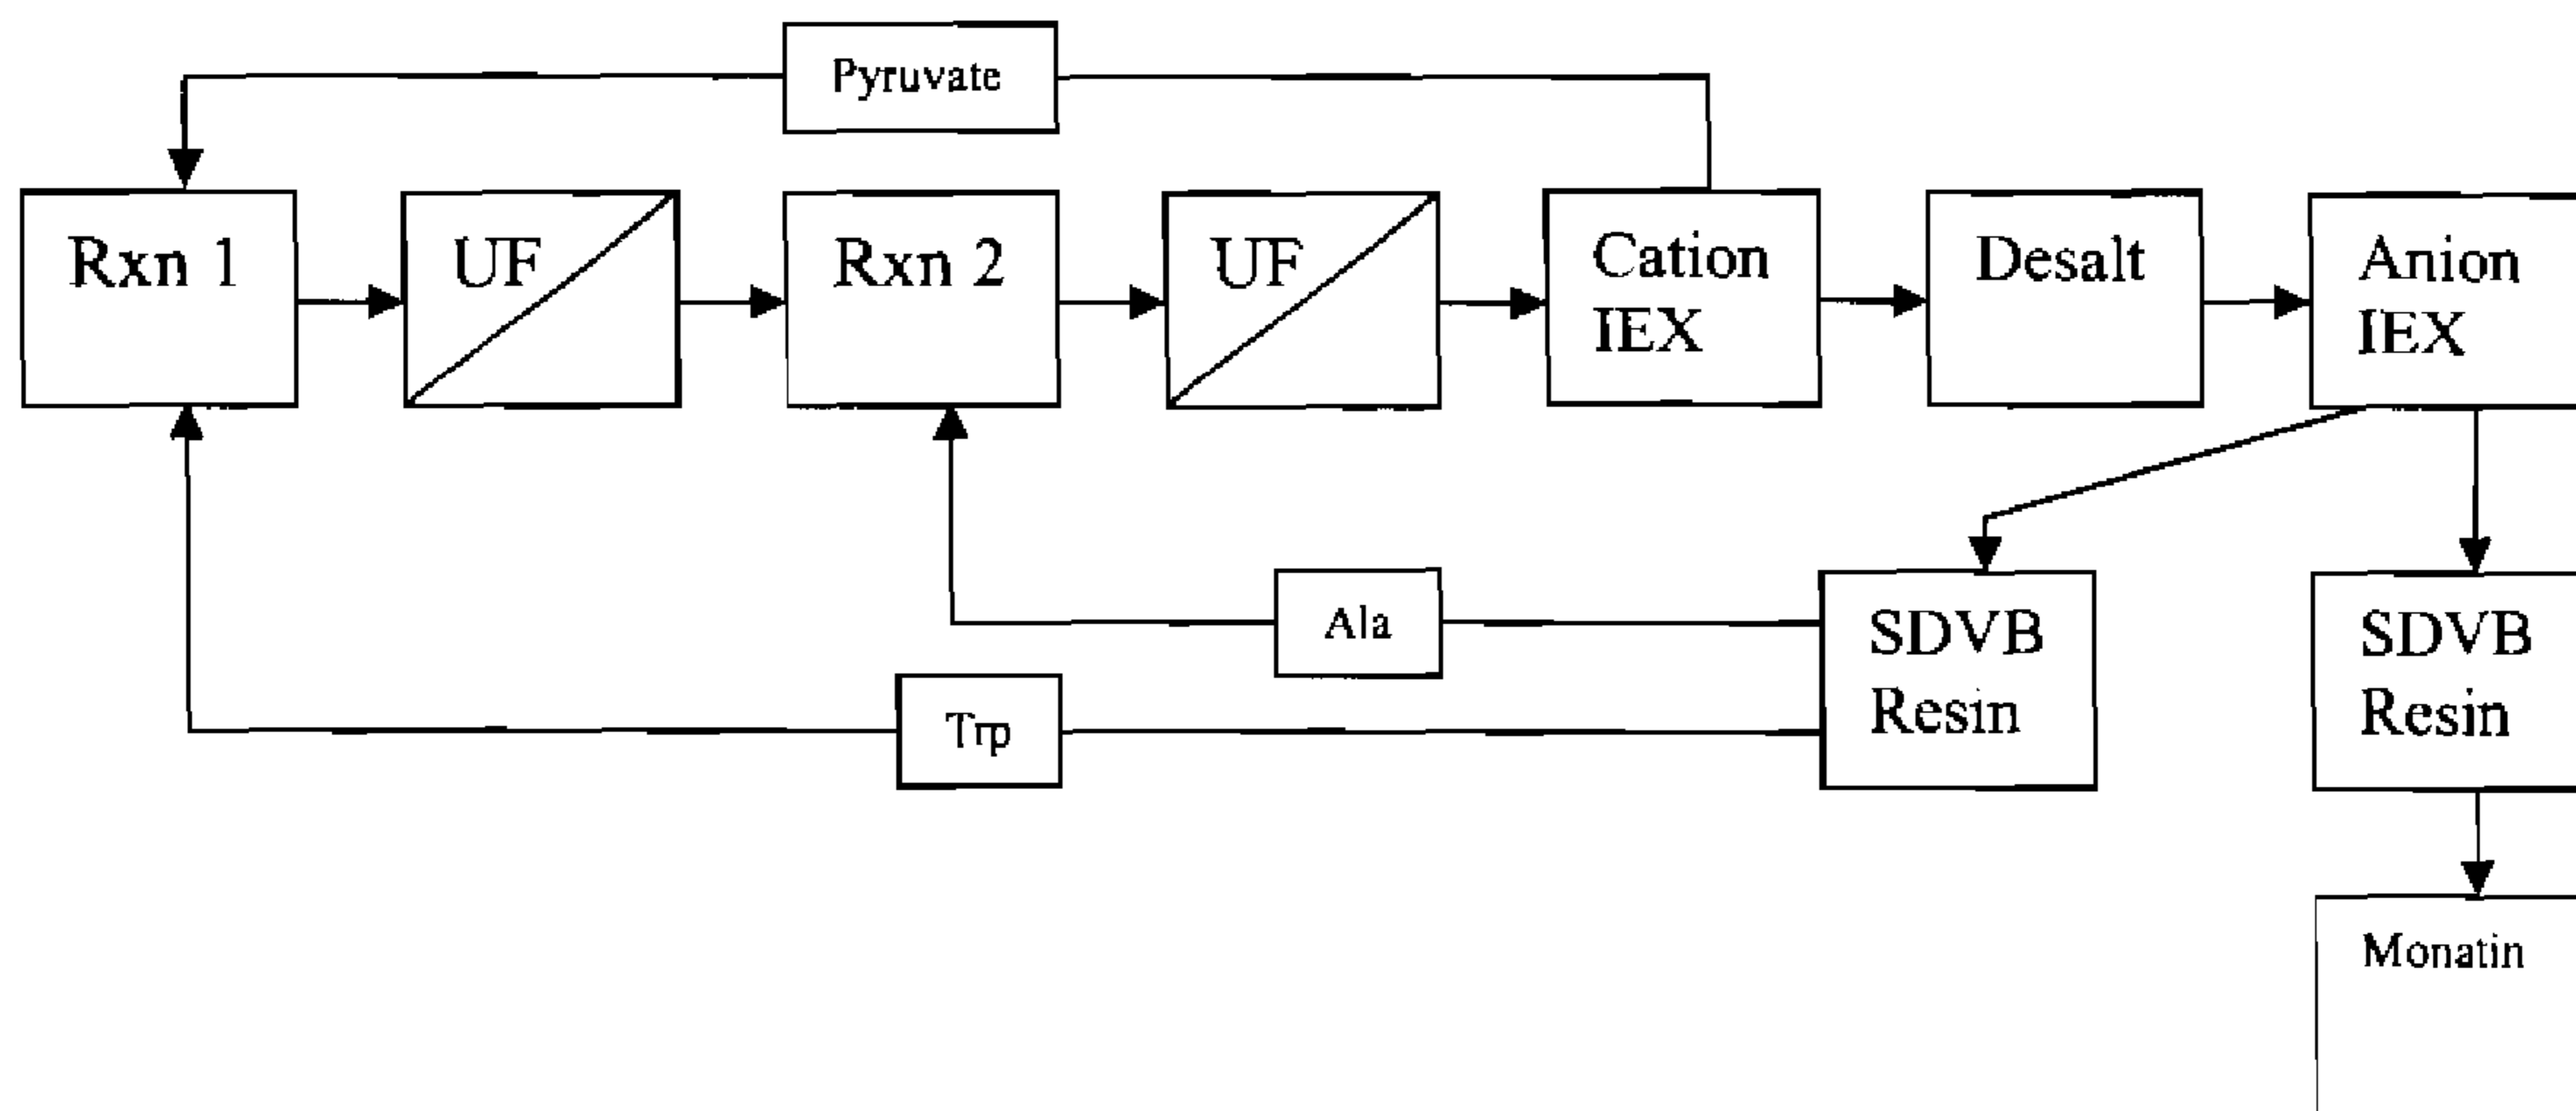 Pyruvate
Rxn 1
UF
Rxn 2
UF
Cation
IEX
Desalt
Anion
IEX
Ala
Trp
SDVB
Resin
SDVB
Resin
Monatin